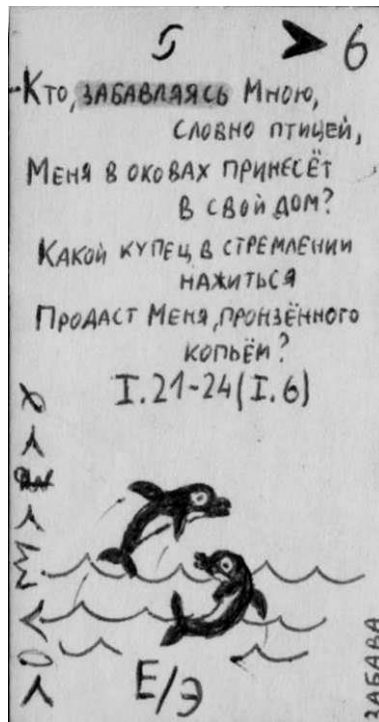 6
Кто, ЗАБАВЛЯЯСЬ Мною,
словно птицей,
Меня в оковах принесёт
в свой дом?
Какой купец в стремлении
нажиться
Продаст Меня, пронзённого
копьём?
I.21-24 (I.6)
Е/Э
ЗАБАВА